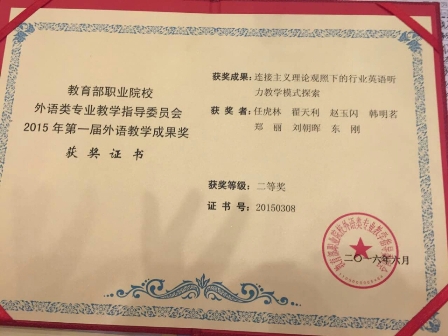 教育部职业院校
外语类专业教学指导委员会
2015年第一届外语教学成果奖
获奖证书
获奖成果：连接主义理论观照下的行业英语听
力教学模式探索
获 奖 者：任虎林 翟天利 赵玉闪 韩明茗
郑 丽 刘朝晖 东 刚
获奖等级：二等奖
证 书 号：20150308
二〇一六年六月